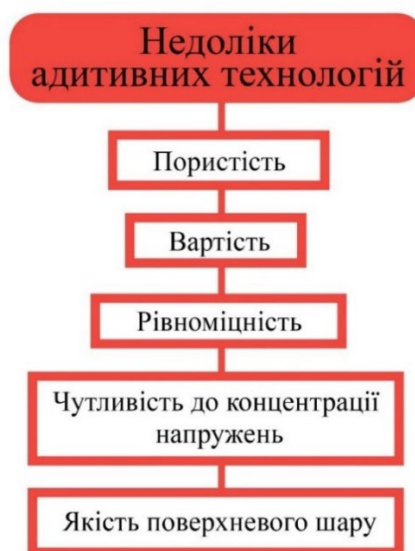 Недоліки
адитивних технологій
Пористість
Вартість
Рівноміцність
Чутливість до концентрації
напружень
Якість поверхневого шару